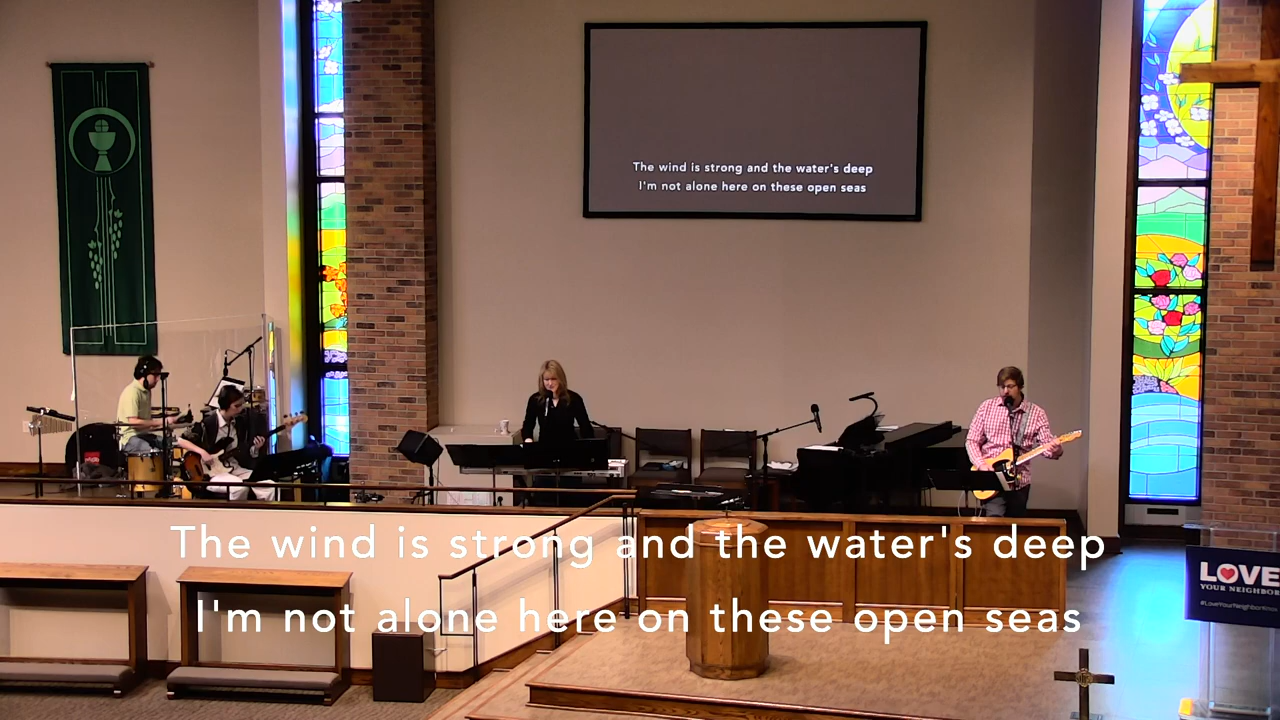 The wind is strong and the water's deep
I'm not alone here on these open seas
The wind is strong and the water's deep
I'm not alone here on these open seas
LOVE
YOUR NEIGHBOR